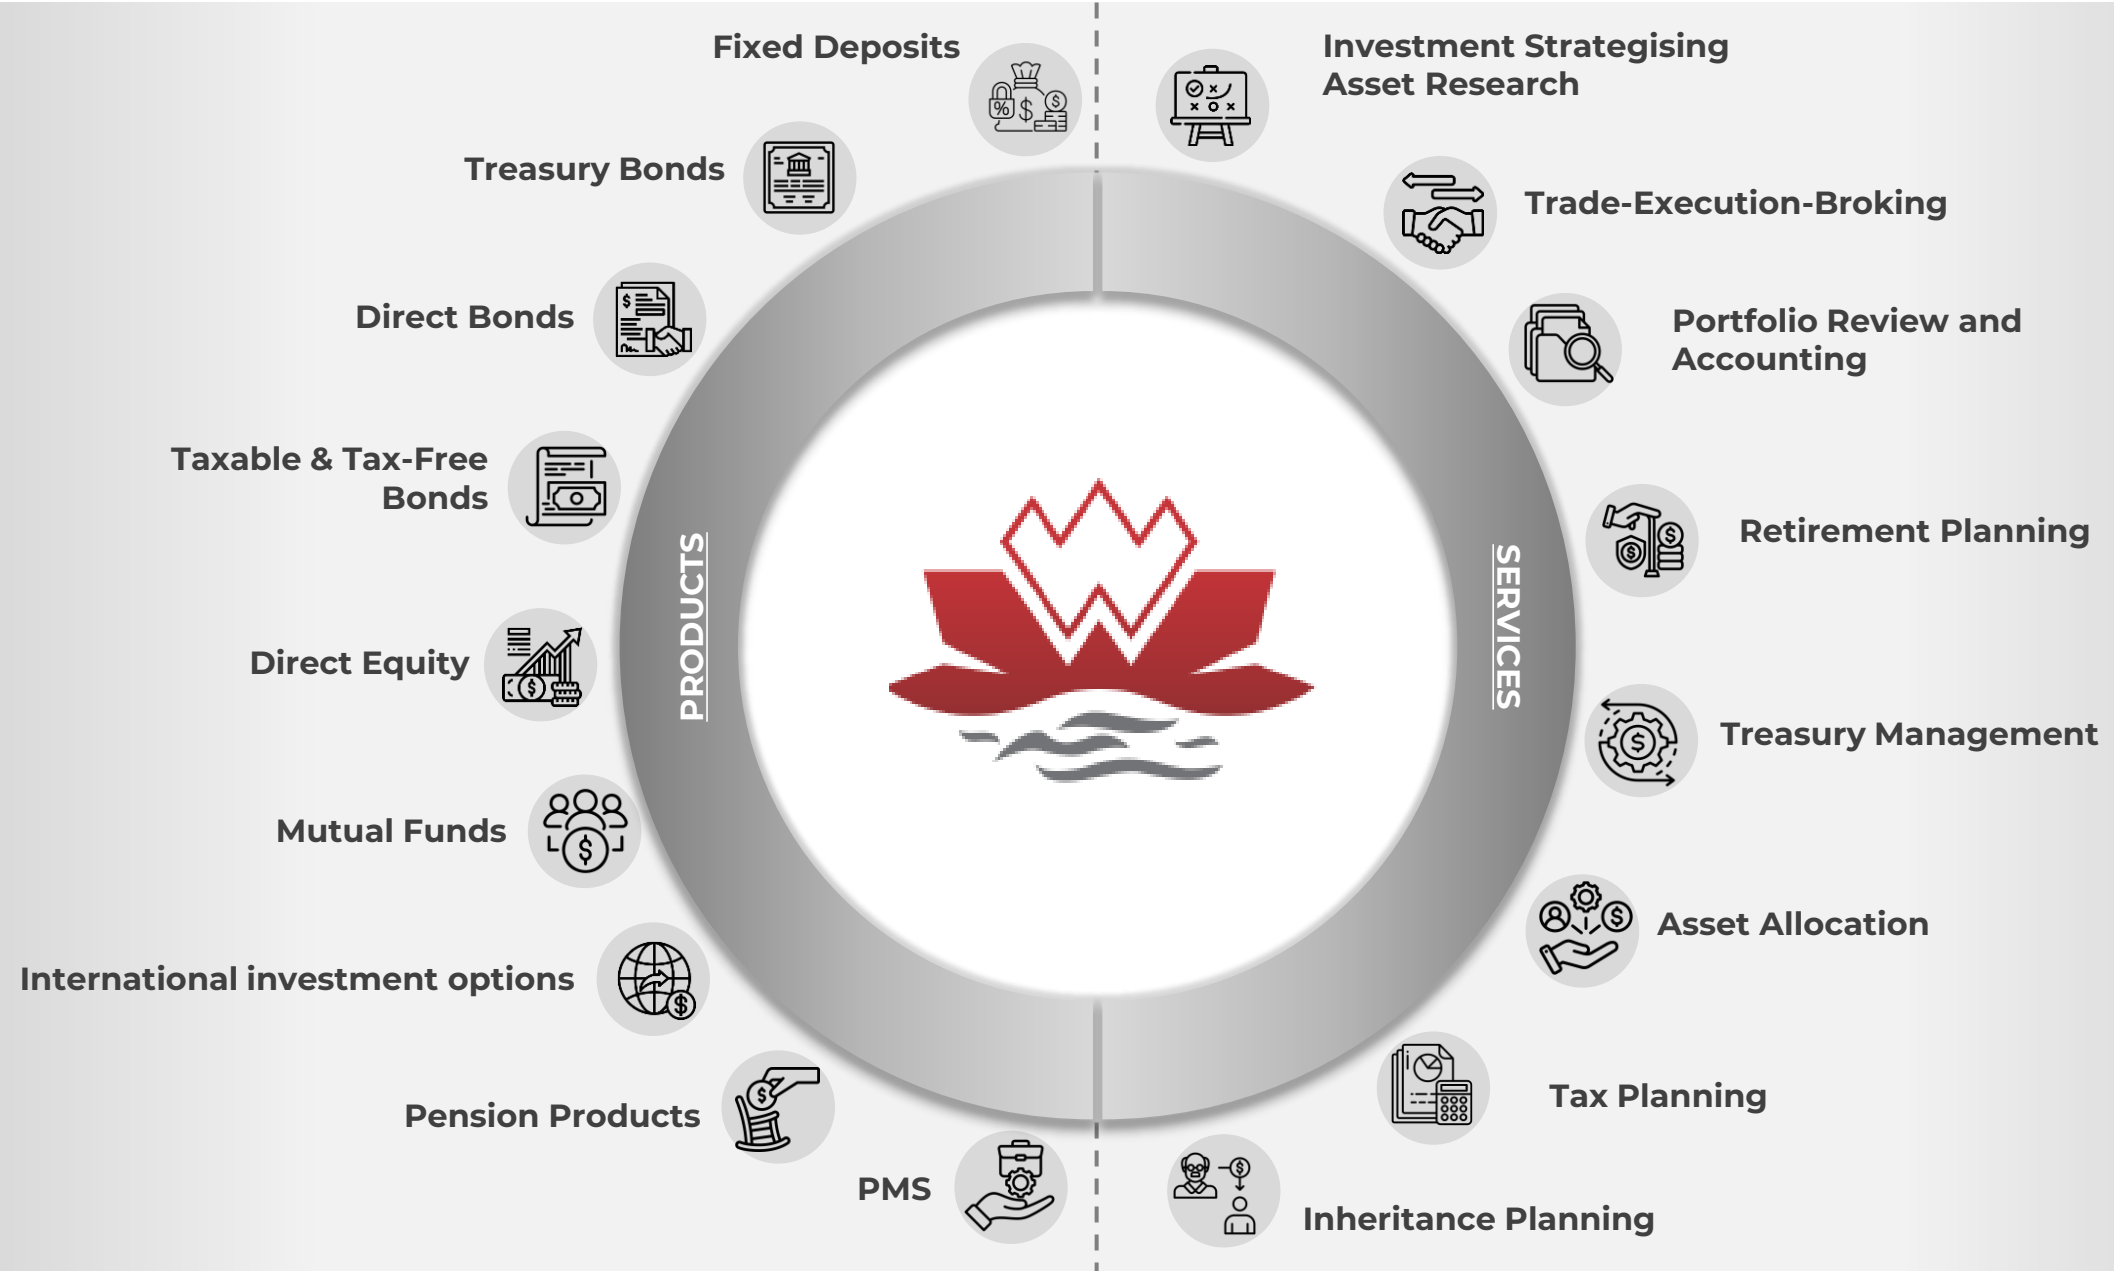 Fixed Deposits
Treasury Bonds
Direct Bonds
Taxable & Tax-Free
Bonds
Direct Equity
Mutual Funds
International investment options
Pension Products
PMS
PRODUCTS
SERVICES
Investment Strategising
Asset Research
Trade-Execution-Broking
Portfolio Review and
Accounting
Retirement Planning
Treasury Management
Asset Allocation
Tax Planning
Inheritance Planning